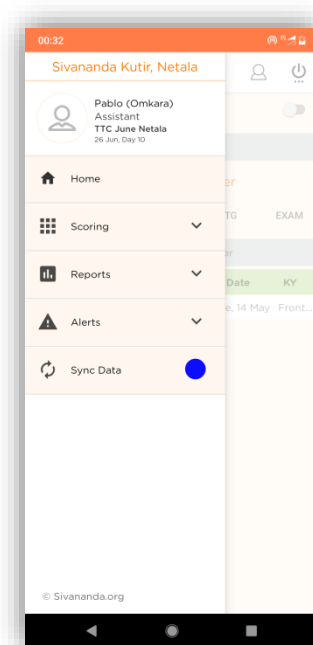 00:32
Sivananda Kutir, Netala
Pablo (Omkara)
Assistant
TTC June Netala
26 Jun, Day 10
Home
Scoring
Reports
Alerts
Sync Data
© Sivananda.org
er
TG EXAM
er
Date KY
e, 14 May Front...